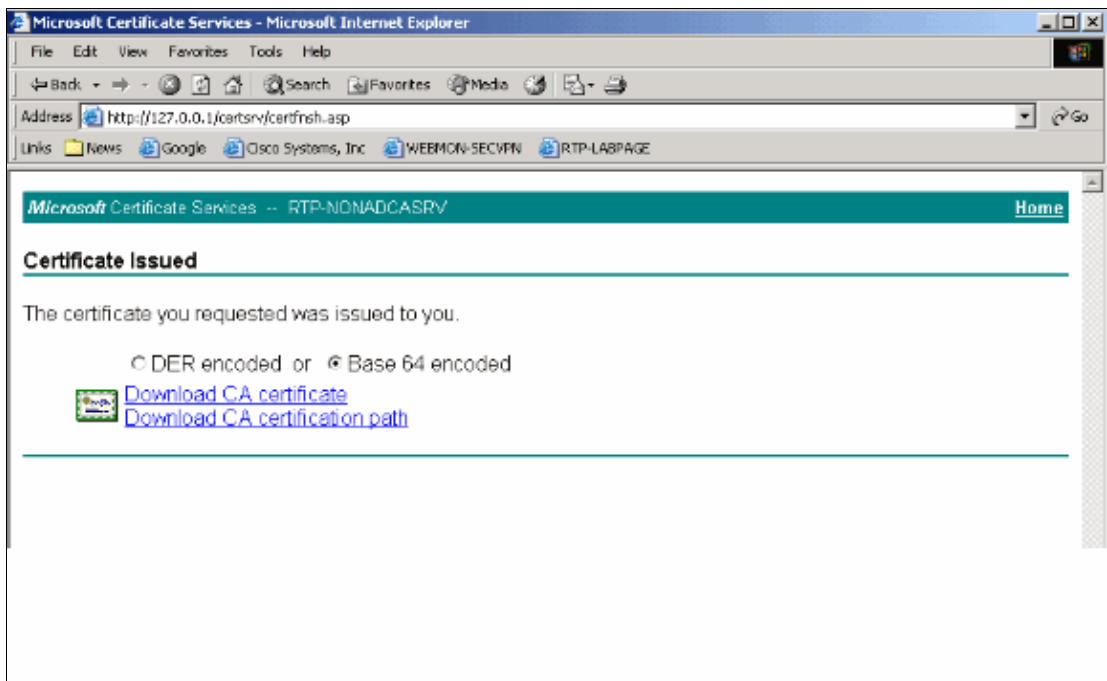 Microsoft Certificate Services - Microsoft Internet Explorer
File Edit View Favorites Tools Help
Back Search Favorites Media
Address http://127.0.0.1/certsrv/certfnsh.asp Go
Links News Google Cisco Systems, Inc WEBMON-SECVPN RTP-LABPAGE
Microsoft Certificate Services -- RTP-NONADCASRV Home
Certificate Issued
The certificate you requested was issued to you.
DER encoded or Base 64 encoded
Download CA certificate
Download CA certification path